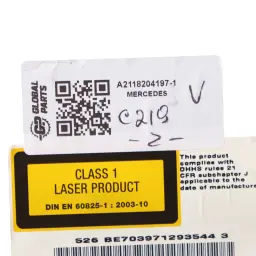 GLOBAL PARTS
A2118204197-1
MERCEDES
V
C219
-2-
CLASS 1
LASER PRODUCT
DIN EN 60825-1 : 2003-10
This product
complies with
DHHS rules 21
CFR subchapter J
applicable to the
date of manufacture
526 BE703971293544 3